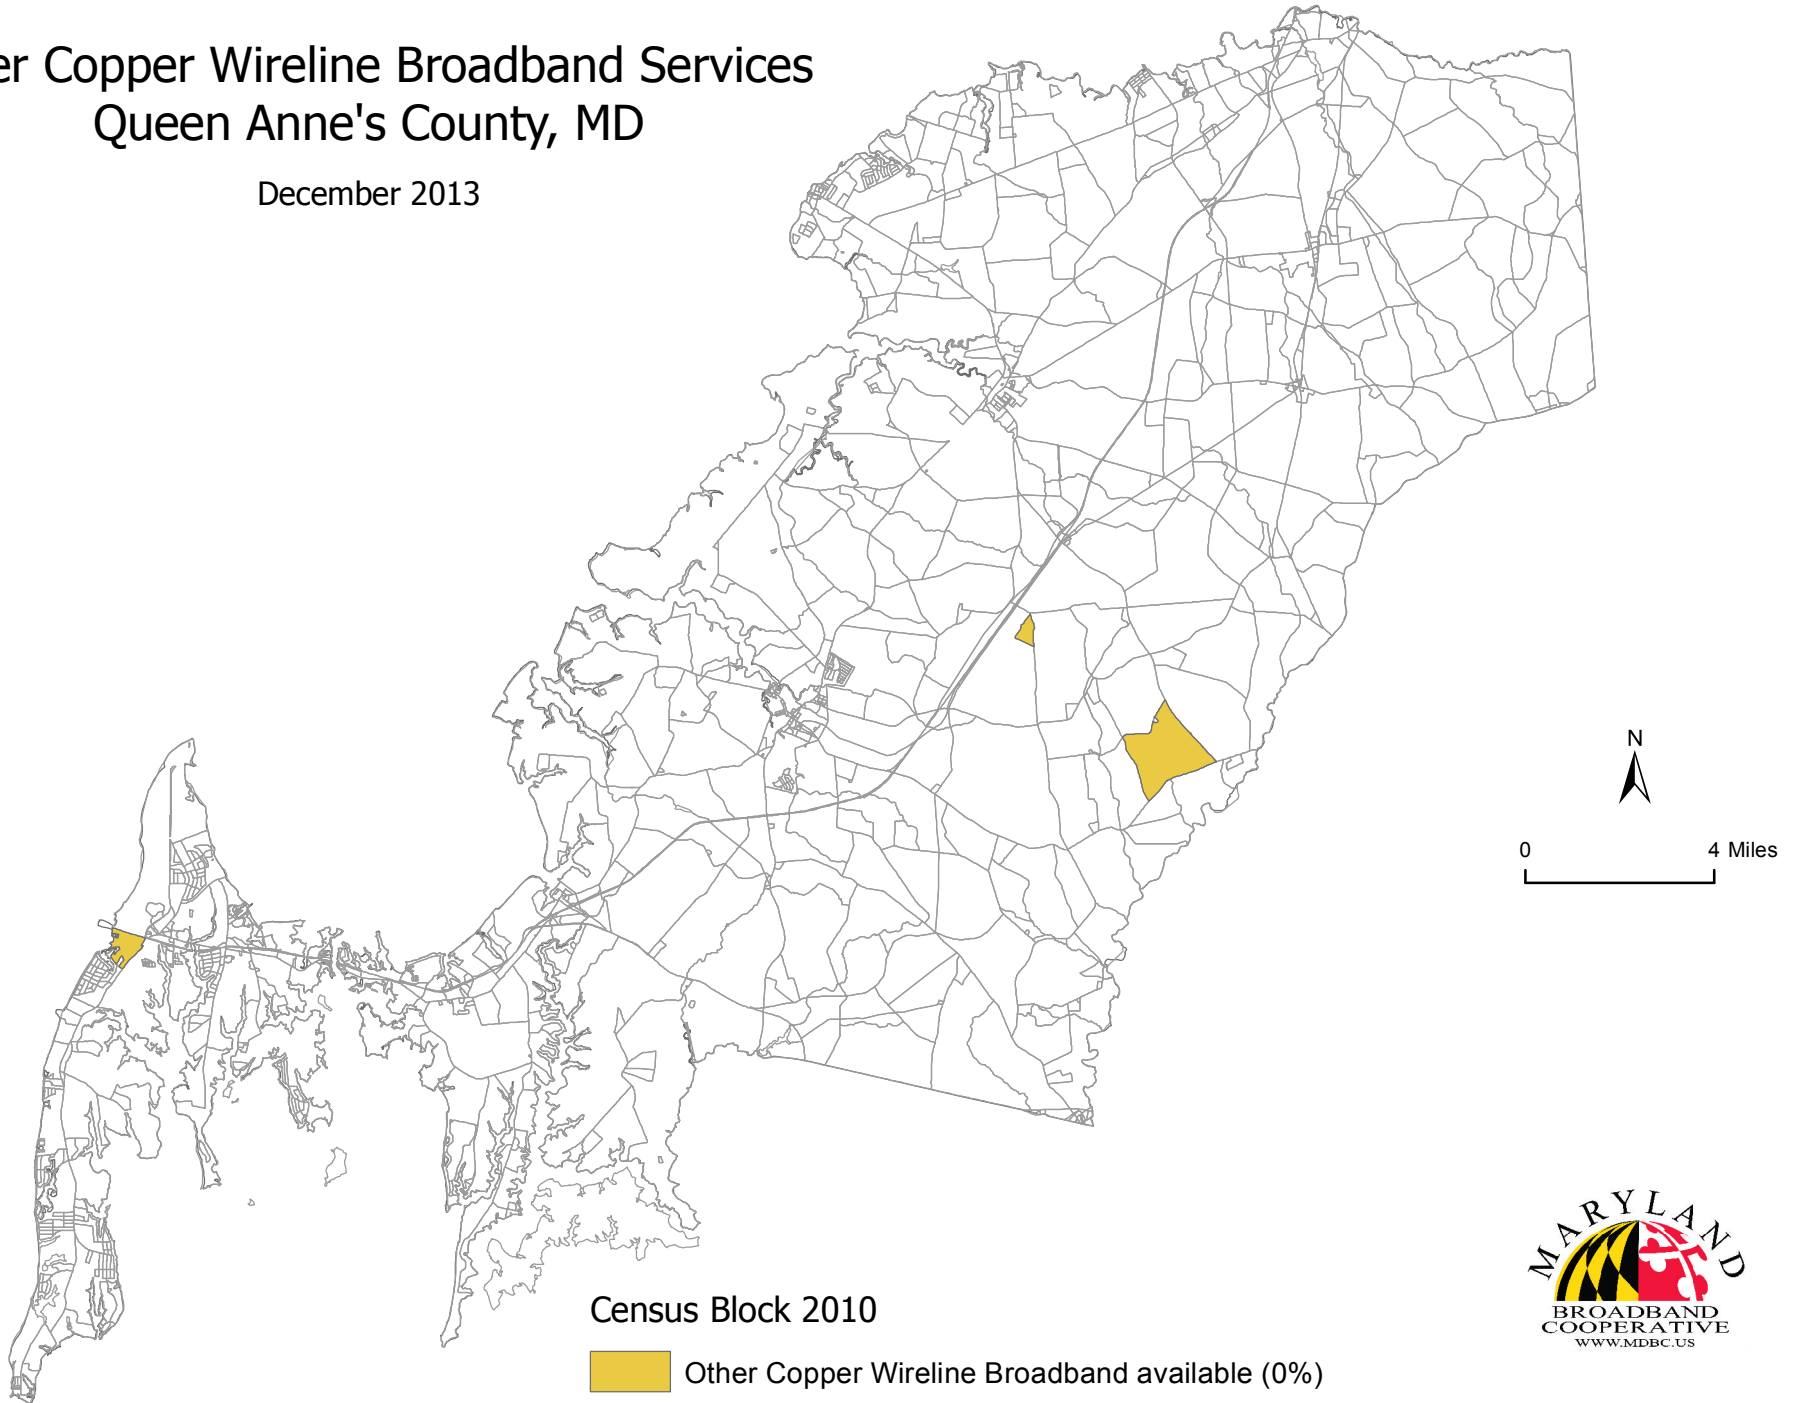 er Copper Wireline Broadband Services
Queen Anne's County, MD
December 2013
N
0 4 Miles
MARYLAND
BROADBAND
COOPERATIVE
WWW.MDBC.US
Census Block 2010
Other Copper Wireline Broadband available (0%)